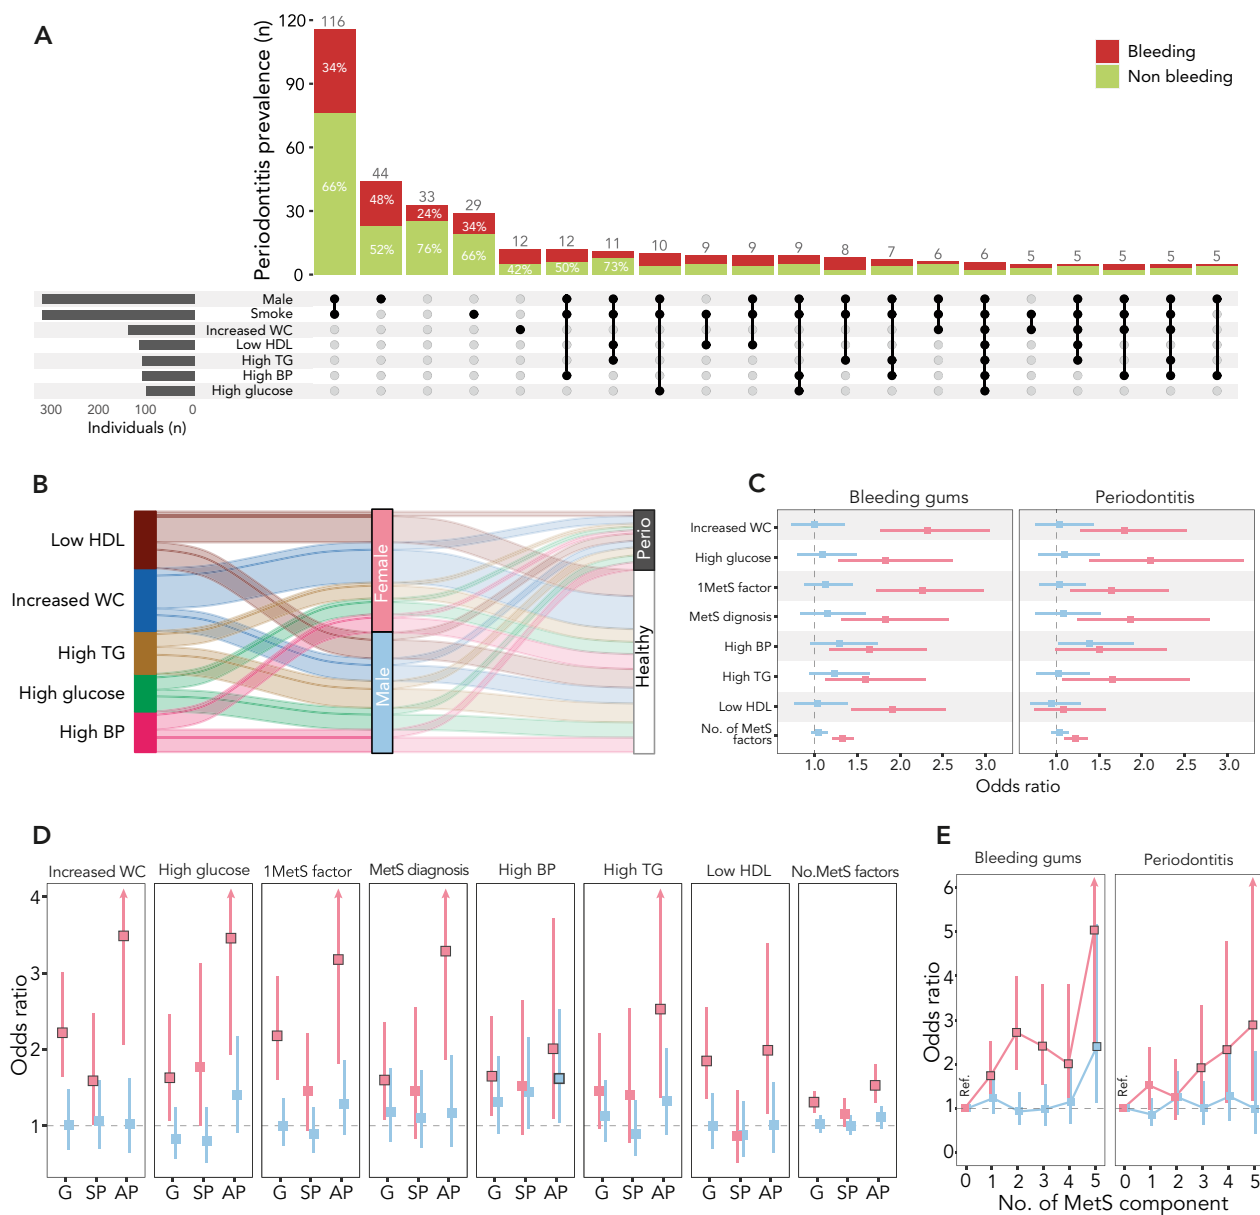 A
Periodontitis prevalence (n)
120
90
60
30
0
116
44
33
29
12
12
11
10
9
9
9
8
7
6
6
5
5
5
5
5
34%
66%
48%
52%
24%
76%
34%
66%
42%
50%
73%
Bleeding
Non bleeding
Male
Smoke
Increased WC
Low HDL
High TG
High BP
High glucose
300 200 100 0
Individuals (n)
B
Low HDL
Increased WC
High TG
High glucose
High BP
Female
Male
Perio
Healthy
C
Bleeding gums
Periodontitis
Increased WC
High glucose
1MetS factor
MetS dignosis
High BP
High TG
Low HDL
No. of MetS
factors
1.0 1.5 2.0 2.5 3.0
1.0 1.5 2.0 2.5 3.0
Odds ratio
D
Increased WC
High glucose
1MetS factor
MetS diagnosis
High BP
High TG
Low HDL
No.MetS factors
Odds ratio
4
3
2
1
G SP AP
G SP AP
G SP AP
G SP AP
G SP AP
G SP AP
G SP AP
G SP AP
E
Bleeding gums
Periodontitis
Odds ratio
6
5
4
3
2
1
0
Ref.
Ref.
0 1 2 3 4 5
0 1 2 3 4 5
No. of MetS component